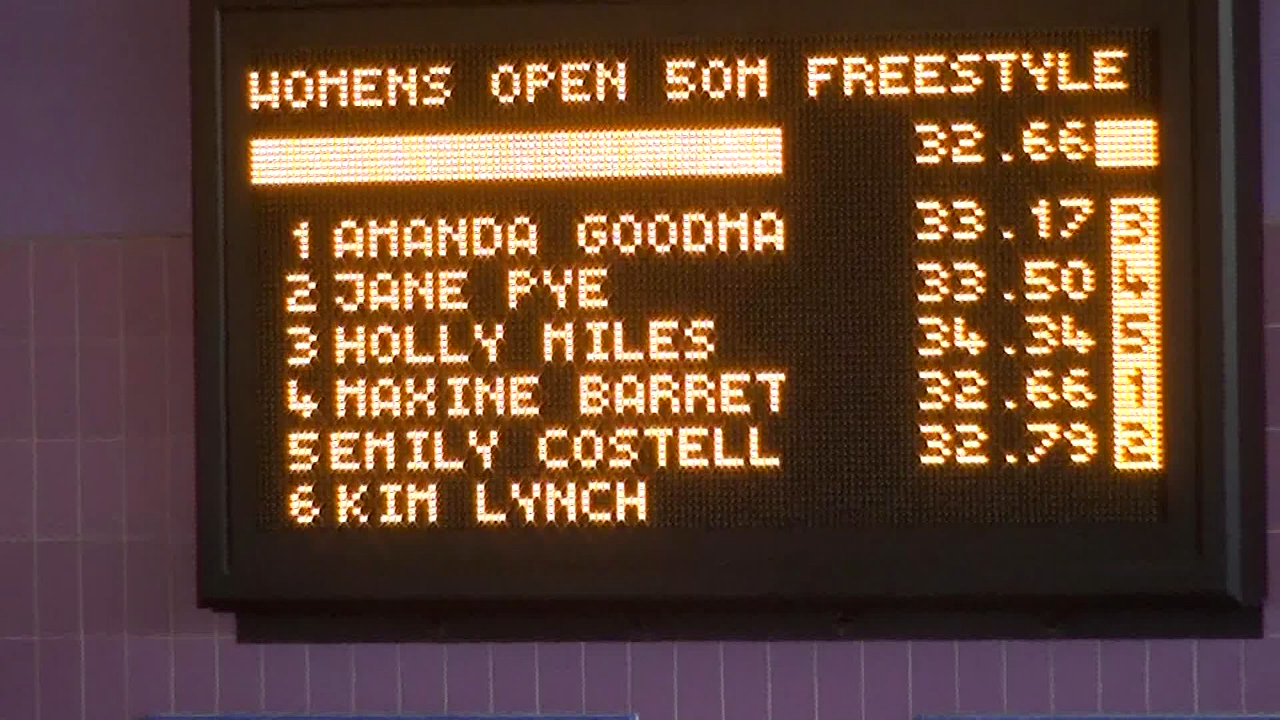 WOMENS OPEN 50M FREESTYLE
32.66
1 AMANDA GOODMA 33.17 3
2 JANE PYE 33.50 4
3 HOLLY MILES 34.34 5
4 MAXINE BARRET 32.66 1
5 EMILY COSTELL 32.79 2
6 KIM LYNCH